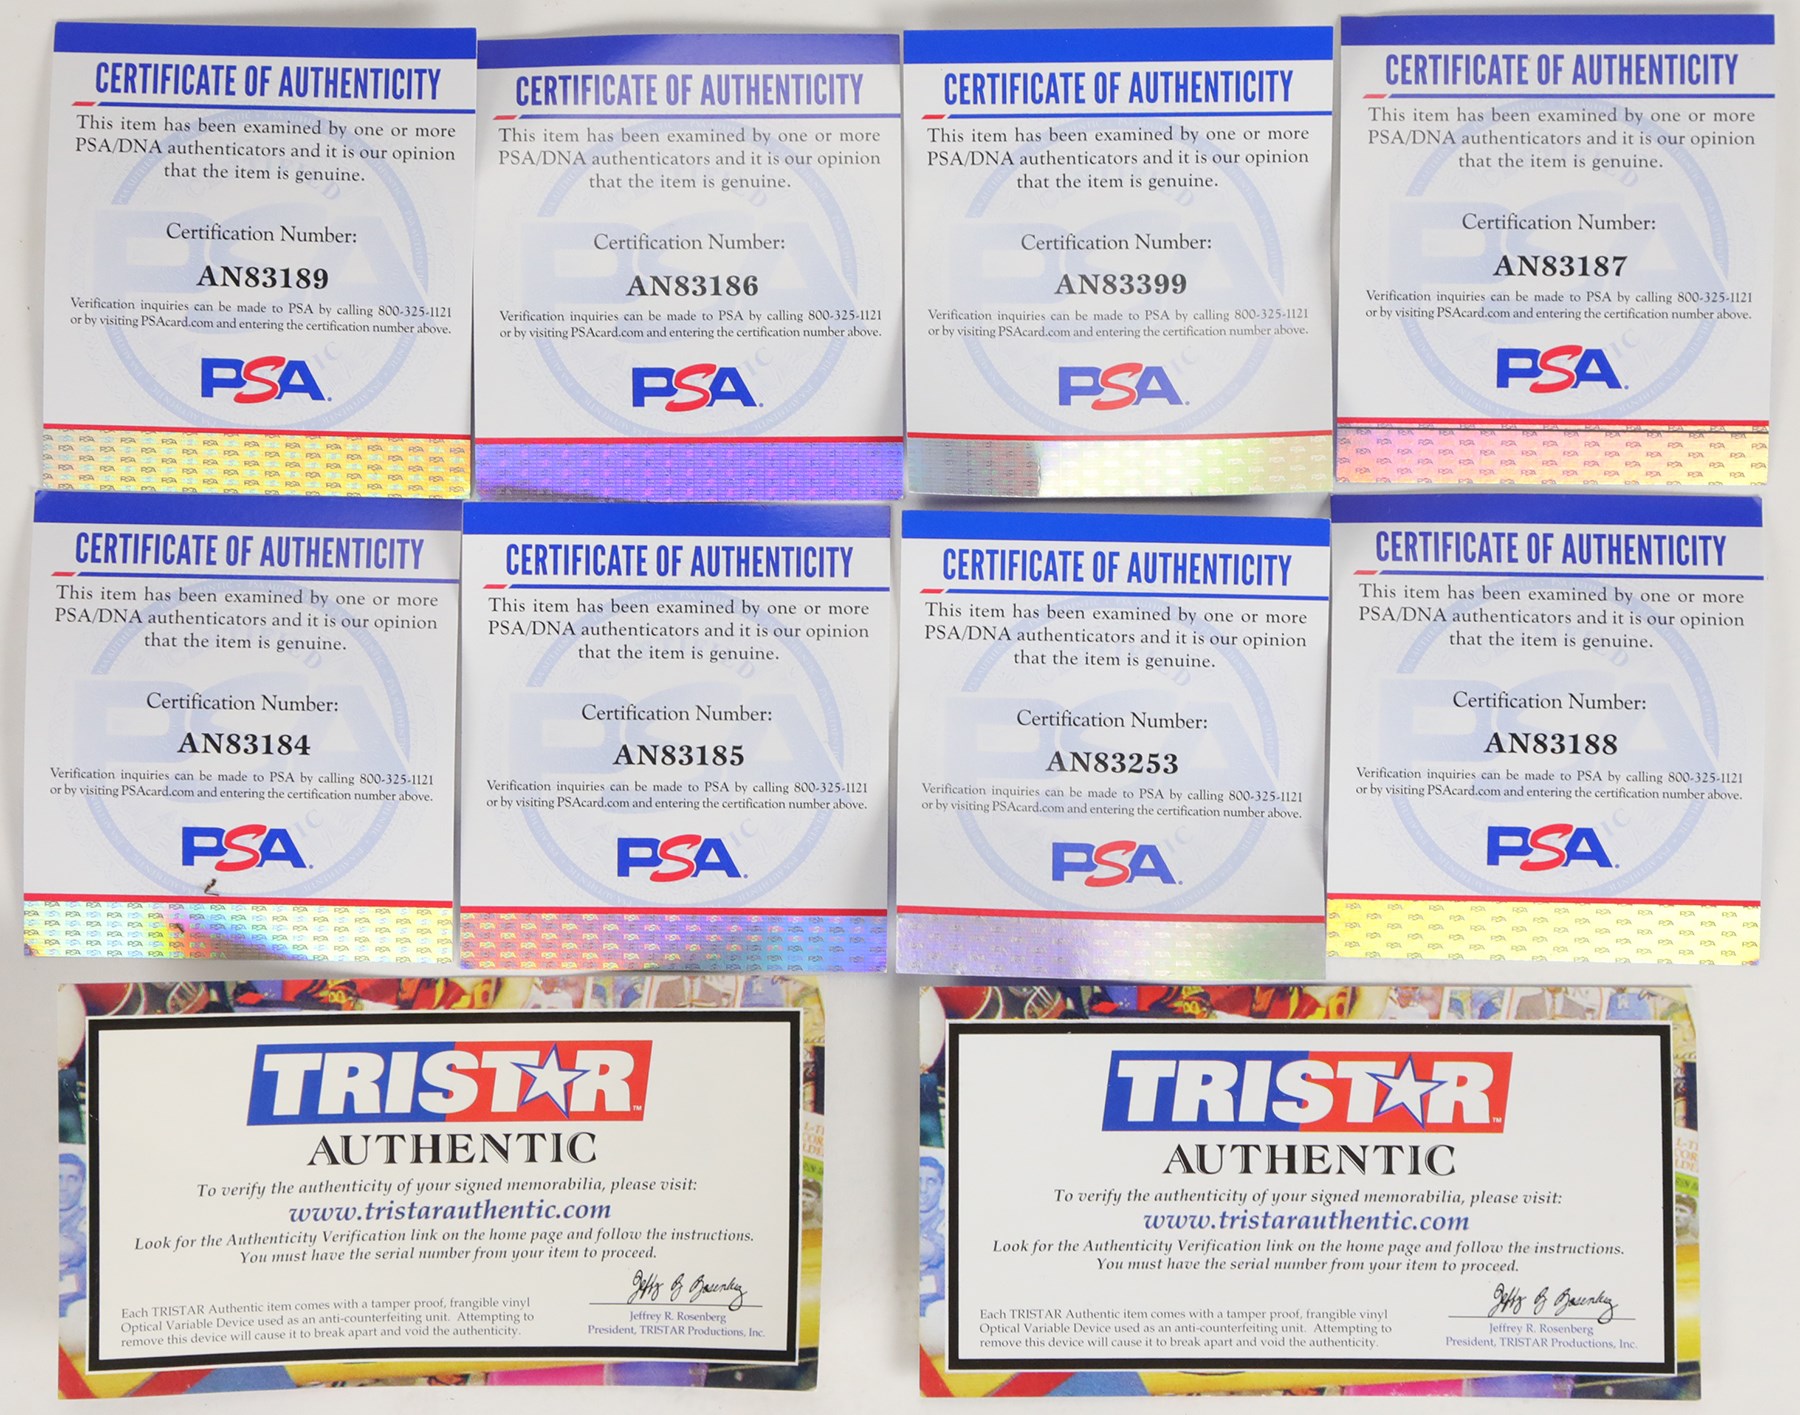 CERTIFICATE OF AUTHENTICITY
This item has been examined by one or more
PSA/DNA authenticators and it is our opinion
that the item is genuine.
Certification Number:
AN83189
Verification inquiries can be made to PSA by calling 800-325-1121
or by visiting PSAcard.com and entering the certification number above.
PSA
CERTIFICATE OF AUTHENTICITY
This item has been examined by one or more
PSA/DNA authenticators and it is our opinion
that the item is genuine.
Certification Number:
AN83186
Verification inquiries can be made to PSA by calling 800-325-1121
or by visiting PSAcard.com and entering the certification number above.
PSA
CERTIFICATE OF AUTHENTICITY
This item has been examined by one or more
PSA/DNA authenticators and it is our opinion
that the item is genuine.
Certification Number:
AN83399
Verification inquiries can be made to PSA by calling 800-325-1121
or by visiting PSAcard.com and entering the certification number above.
PSA
CERTIFICATE OF AUTHENTICITY
This item has been examined by one or more
PSA/DNA authenticators and it is our opinion
that the item is genuine.
Certification Number:
AN83187
Verification inquiries can be made to PSA by calling 800-325-1121
or by visiting PSAcard.com and entering the certification number above.
PSA
CERTIFICATE OF AUTHENTICITY
This item has been examined by one or more
PSA/DNA authenticators and it is our opinion
that the item is genuine.
Certification Number:
AN83184
Verification inquiries can be made to PSA by calling 800-325-1121
or by visiting PSAcard.com and entering the certification number above.
PSA
CERTIFICATE OF AUTHENTICITY
This item has been examined by one or more
PSA/DNA authenticators and it is our opinion
that the item is genuine.
Certification Number:
AN83185
Verification inquiries can be made to PSA by calling 800-325-1121
or by visiting PSAcard.com and entering the certification number above.
PSA
CERTIFICATE OF AUTHENTICITY
This item has been examined by one or more
PSA/DNA authenticators and it is our opinion
that the item is genuine.
Certification Number:
AN83253
Verification inquiries can be made to PSA by calling 800-325-1121
or by visiting PSAcard.com and entering the certification number above.
PSA
CERTIFICATE OF AUTHENTICITY
This item has been examined by one or more
PSA/DNA authenticators and it is our opinion
that the item is genuine.
Certification Number:
AN83188
Verification inquiries can be made to PSA by calling 800-325-1121
or by visiting PSAcard.com and entering the certification number above.
PSA
TRISTAR™
AUTHENTIC
To verify the authenticity of your signed memorabilia, please visit:
www.tristarauthentic.com
Look for the Authenticity Verification link on the home page and follow the instructions.
You must have the serial number from your item to proceed.
Each TRISTAR Authentic item comes with a tamper proof, frangible vinyl
Optical Variable Device used as an anti-counterfeiting unit. Attempting to
remove this device will cause it to break apart and void the authenticity.
Jeffrey R. Rosenberg
President, TRISTAR Productions, Inc.
TRISTAR™
AUTHENTIC
To verify the authenticity of your signed memorabilia, please visit:
www.tristarauthentic.com
Look for the Authenticity Verification link on the home page and follow the instructions.
You must have the serial number from your item to proceed.
Each TRISTAR Authentic item comes with a tamper proof, frangible vinyl
Optical Variable Device used as an anti-counterfeiting unit. Attempting to
remove this device will cause it to break apart and void the authenticity.
Jeffrey R. Rosenberg
President, TRISTAR Productions, Inc.